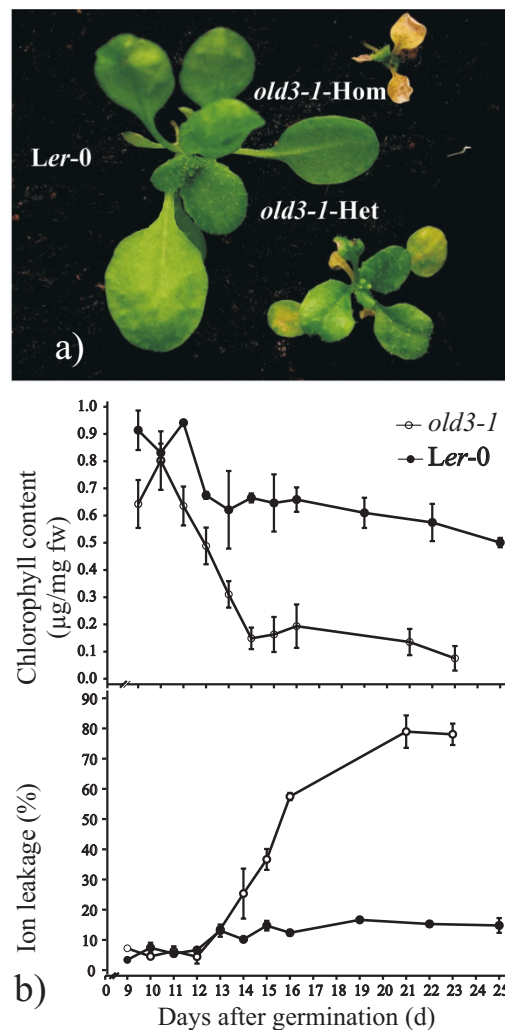 old3-1-Hom
Ler-0
old3-1-Het
a)
1.0
0.9
0.8
0.7
0.6
0.5
0.4
0.3
0.2
0.1
0.0
Chlorophyll content
(µg/mg fw)
old3-1
Ler-0
90
80
70
60
50
40
30
20
10
0
Ion leakage (%)
0 9 10 11 12 13 14 15 16 17 18 19 20 21 22 23 24 25
b)
Days after germination (d)